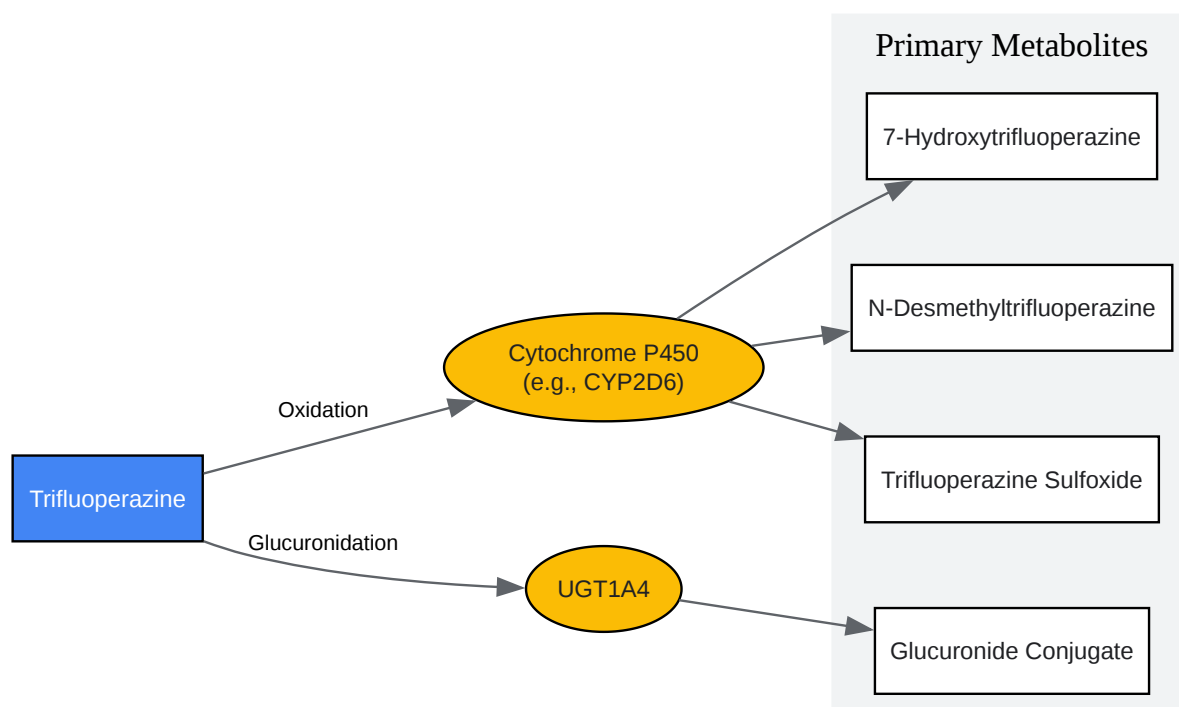 Primary Metabolites
7-Hydroxytrifluoperazine
N-Desmethyltrifluoperazine
Cytochrome P450
(e.g., CYP2D6)
Oxidation
Trifluoperazine Sulfoxide
Trifluoperazine
Glucuronidation
UGT1A4
Glucuronide Conjugate